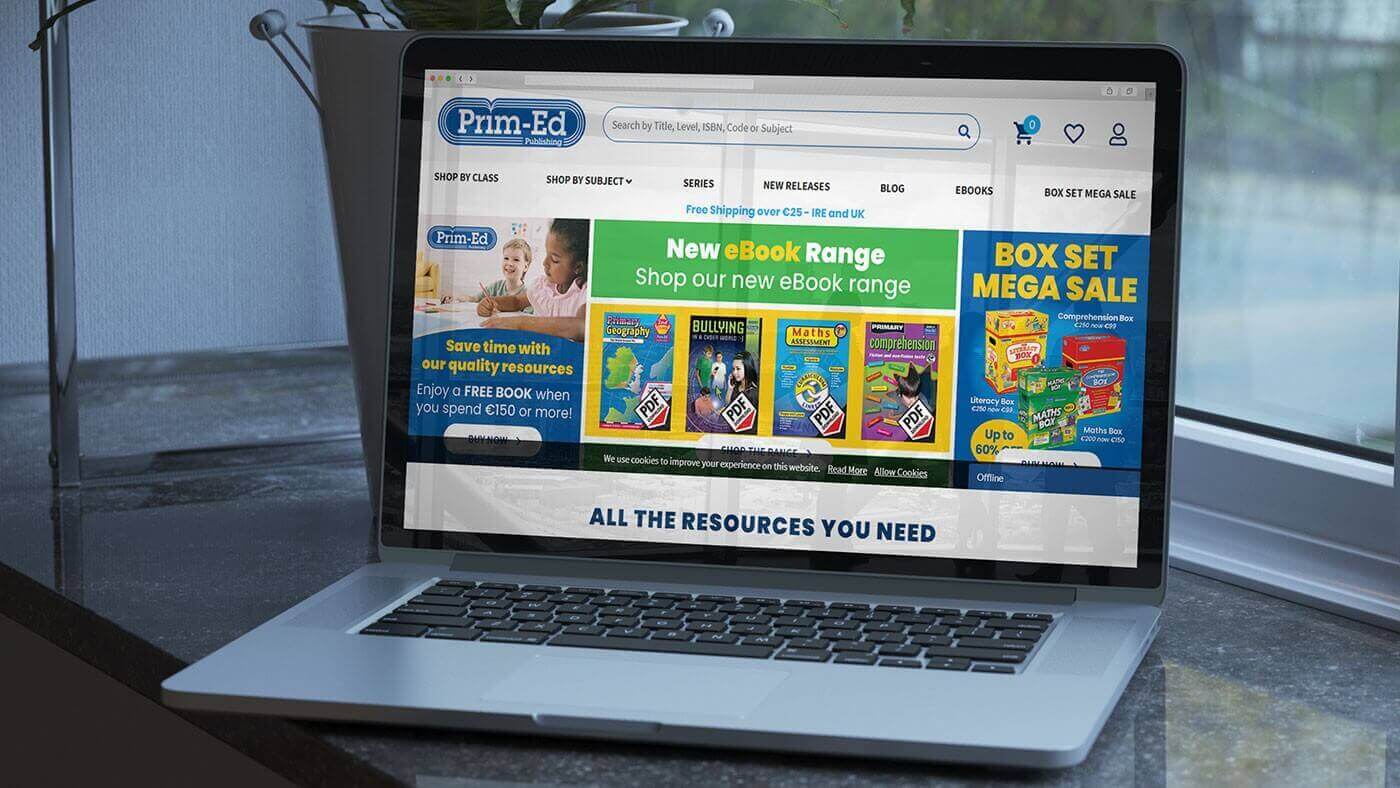 Prim-Ed
Publishing
Search by Title, Level, ISBN, Code or Subject
0
SHOP BY CLASS
SHOP BY SUBJECT
SERIES
NEW RELEASES
BLOG
EBOOKS
BOX SET MEGA SALE
Free Shipping over €25 - IRE and UK
Prim-Ed
Save time with
our quality resources
Enjoy a FREE BOOK when
you spend €150 or more!
BUY NOW
New eBook Range
Shop our new eBook range
Primary
Geography
PDF
BULLYING
IN A CYBER WORLD
PDF
Maths
ASSESSMENT
PDF
PRIMARY
comprehension
Fiction and non-fiction texts
PDF
SHOP THE RANGE
BOX SET
MEGA SALE
Comprehension Box
€250 now €99
LITERACY
BOX
COMPREHENSION
BOX
MATHS
BOX
Literacy Box
€250 now €99
Maths Box
€200 now €150
Up to
60% OFF
BUY NOW
We use cookies to improve your experience on this website. Read More Allow Cookies
Offline
ALL THE RESOURCES YOU NEED